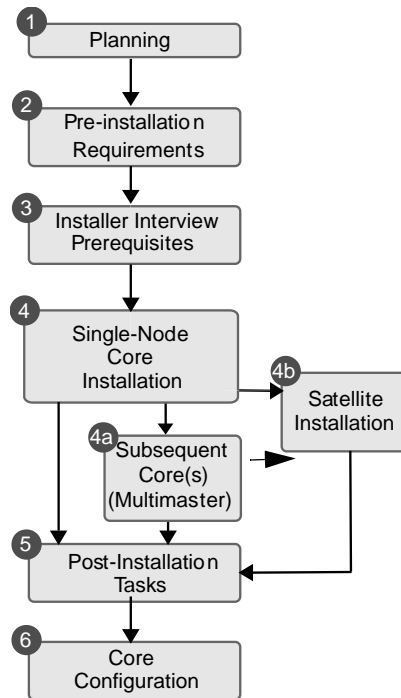 1
Planning
2
Pre-installation
Requirements
3
Installer Interview
Prerequisites
4
Single-Node
Core
Installation
4b
Satellite
Installation
4a
Subsequent
Core(s)
(Multimaster)
5
Post-Installation
Tasks
6
Core
Configuration